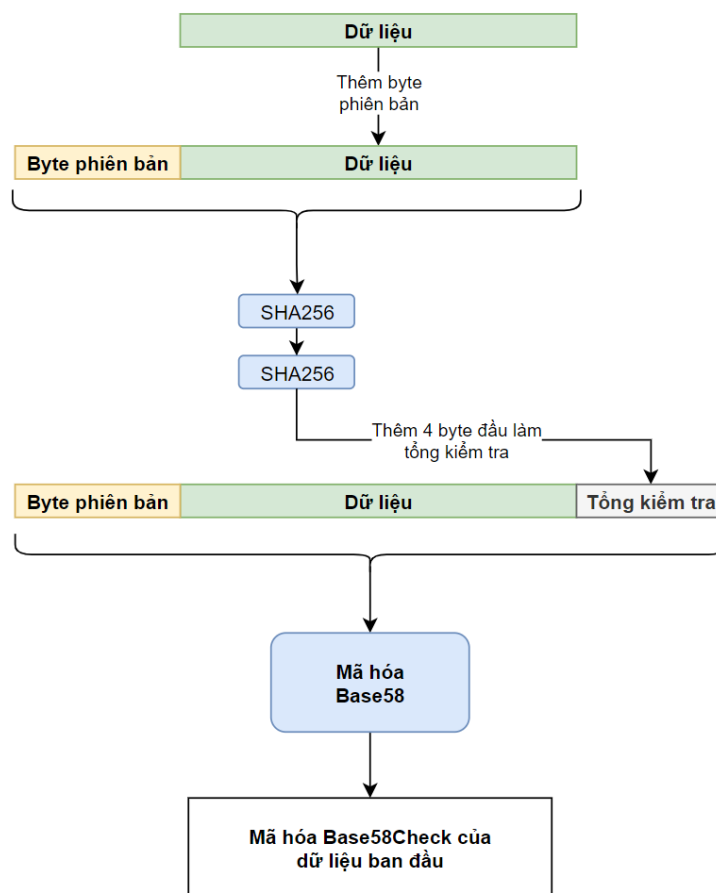 Dữ liệu
Thêm byte
phiên bản
Byte phiên bản
Dữ liệu
SHA256
SHA256
Thêm 4 byte đầu làm
tổng kiểm tra
Byte phiên bản
Dữ liệu
Tổng kiểm tra
Mã hóa
Base58
Mã hóa Base58Check của
dữ liệu ban đầu